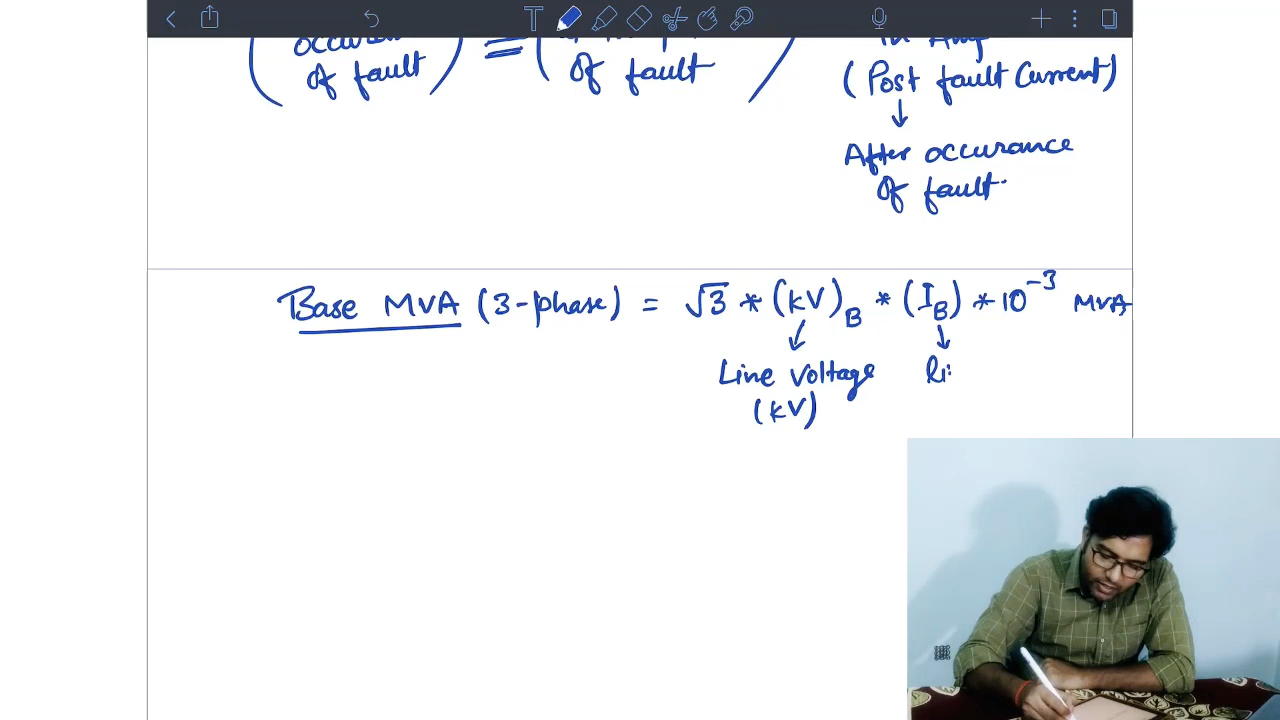 of fault
of fault
(Post fault Current)
↓
After occurance
of fault.
Base MVA (3-phase) = √3 * (kV)B * (IB) * 10⁻³ MVA
↓ ↓
Line Voltage li
(kV)